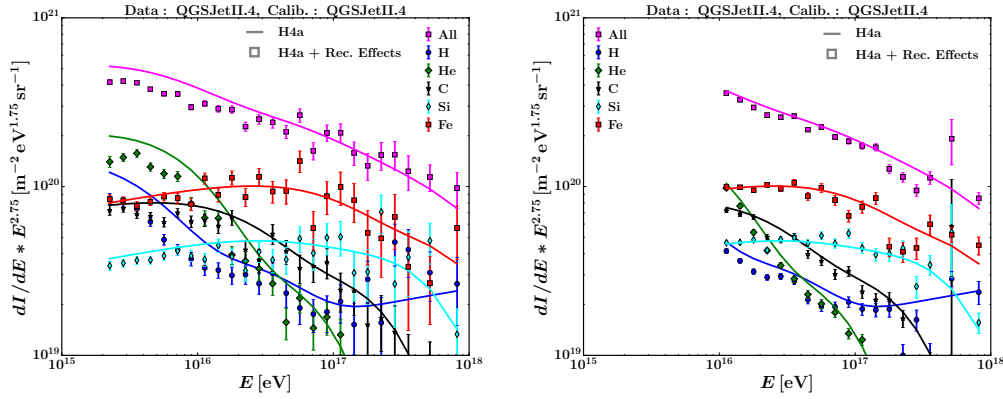 Data : QGSJetII.4, Calib. : QGSJetII.4
10^21
10^20
10^19
dI/dE * E^2.75 [m^−2 eV^1.75 sr^−1]
H4a
H4a + Rec. Effects
All
H
He
C
Si
Fe
10^15
10^16
10^17
10^18
E [eV]
Data : QGSJetII.4, Calib. : QGSJetII.4
10^21
10^20
10^19
dI/dE * E^2.75 [m^−2 eV^1.75 sr^−1]
H4a
H4a + Rec. Effects
All
H
He
C
Si
Fe
10^15
10^16
10^17
10^18
E [eV]